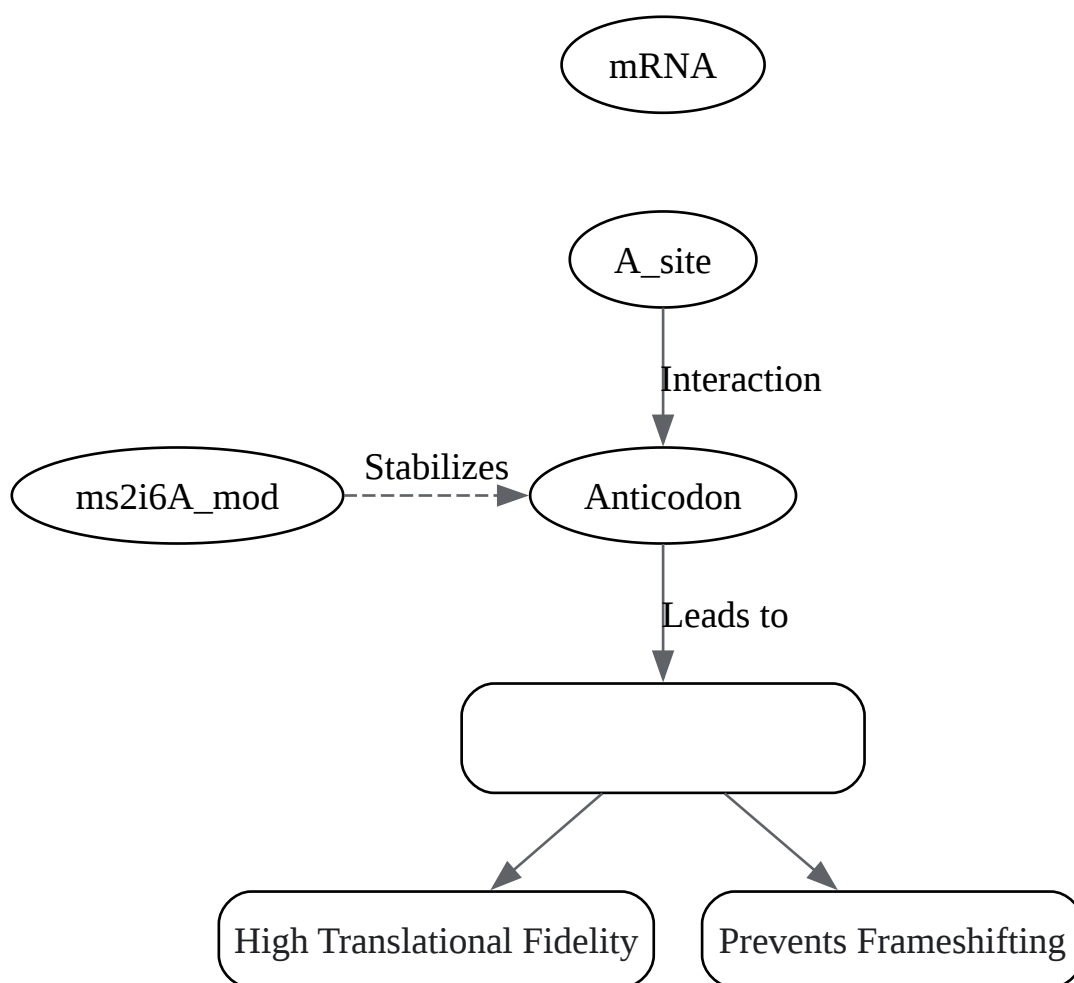 mRNA
A_site
Interaction
Stabilizes
ms2i6A_mod
Anticodon
Leads to
High Translational Fidelity
Prevents Frameshifting